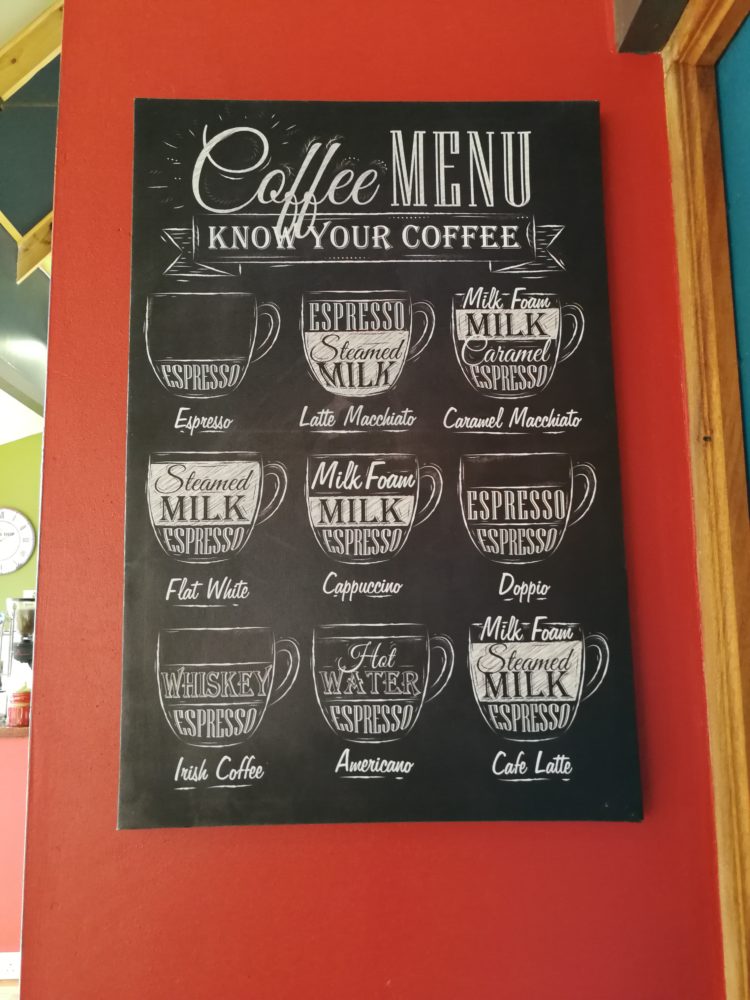 Coffee MENU
KNOW YOUR COFFEE
ESPRESSO
Espresso
ESPRESSO
Steamed
MILK
Latte Macchiato
Milk Foam
MILK
Caramel
ESPRESSO
Caramel Macchiato
Steamed
MILK
ESPRESSO
Flat White
Milk Foam
MILK
ESPRESSO
Cappuccino
ESPRESSO
ESPRESSO
Doppio
WHISKEY
ESPRESSO
Irish Coffee
Hot
WATER
ESPRESSO
Americano
Milk Foam
Steamed
MILK
ESPRESSO
Cafe Latte